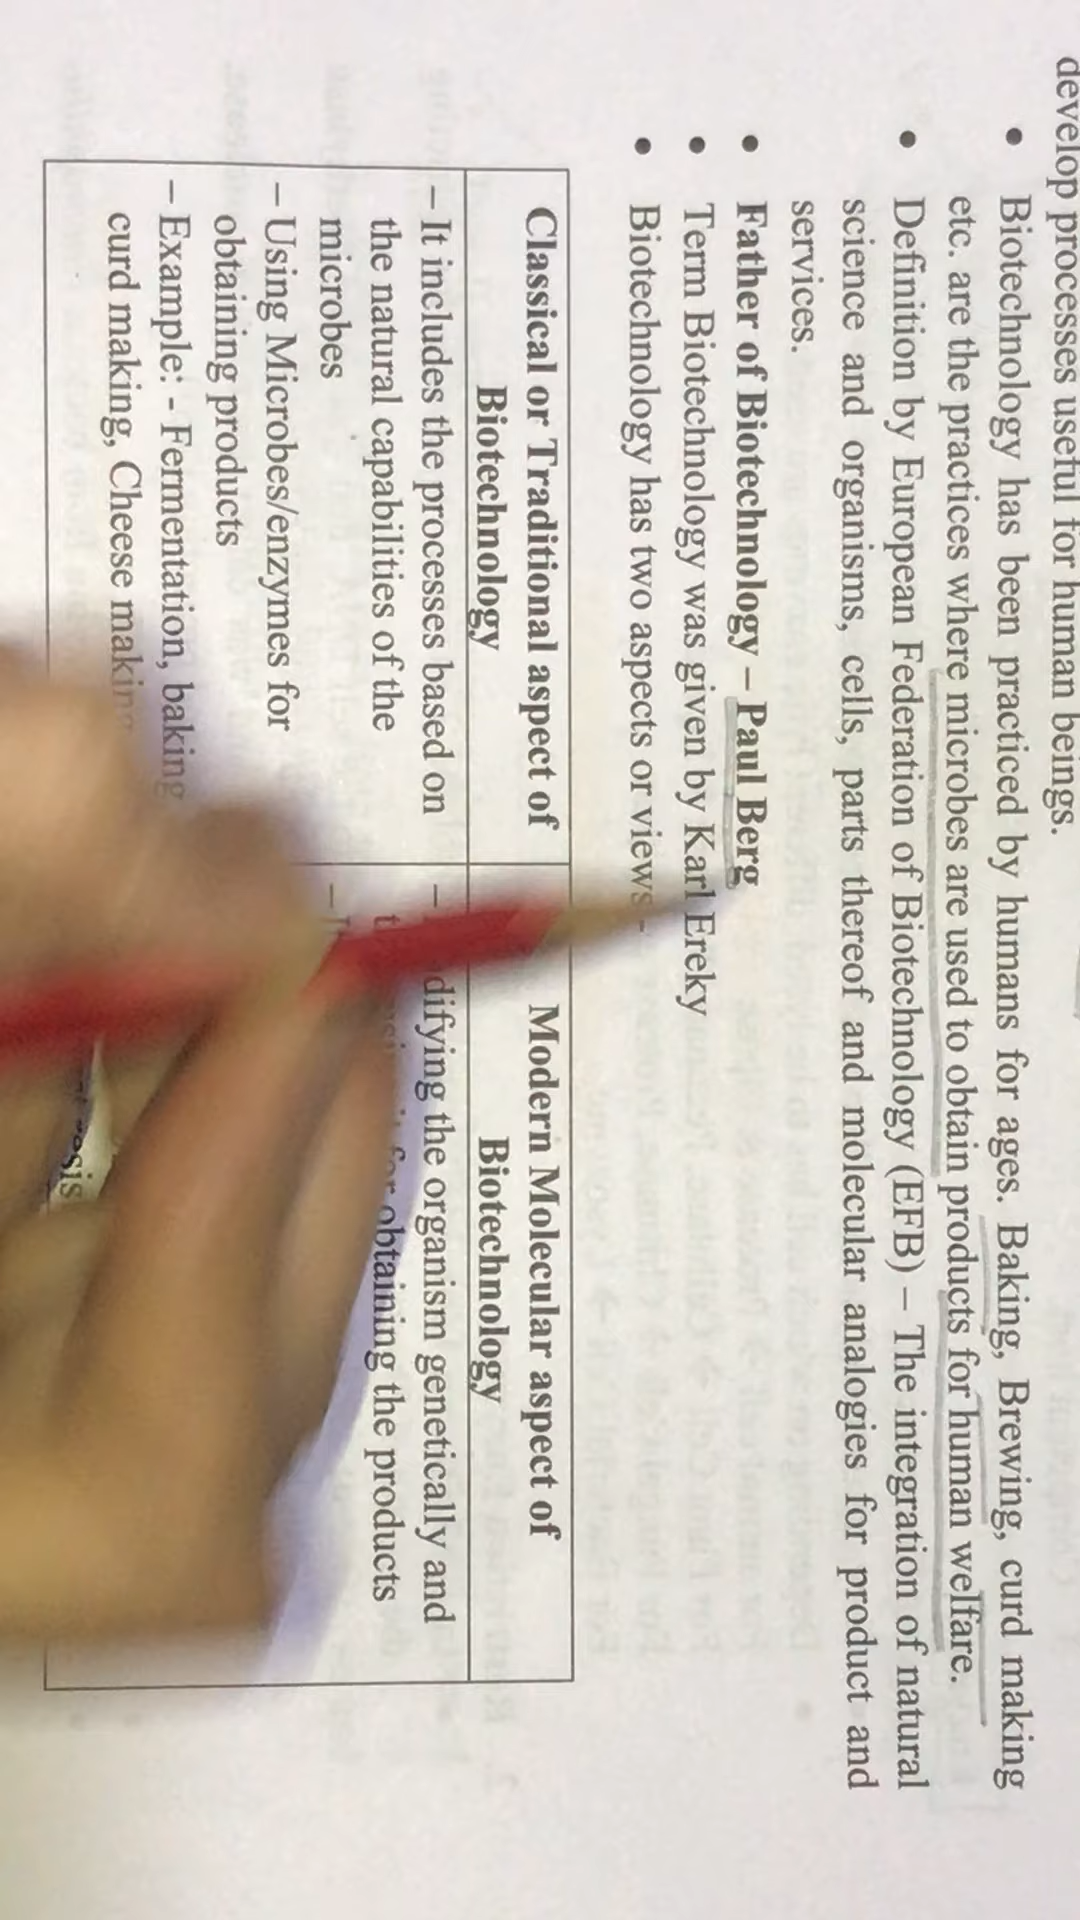 develop processes useful for human beings.
• Biotechnology has been practiced by humans for ages. Baking, Brewing, curd making
etc. are the practices where microbes are used to obtain products for human welfare.
• Definition by European Federation of Biotechnology (EFB) – The integration of natural
science and organisms, cells, parts thereof and molecular analogies for product and
services.
• Father of Biotechnology – Paul Berg
• Term Biotechnology was given by Karl Ereky
• Biotechnology has two aspects or views -
Classical or Traditional aspect of
Biotechnology
– It includes the processes based on
the natural capabilities of the
microbes
– Using Microbes/enzymes for
obtaining products
– Example: - Fermentation, baking
curd making, Cheese making
Modern Molecular aspect of
Biotechnology
– the organism genetically and
for obtaining the products